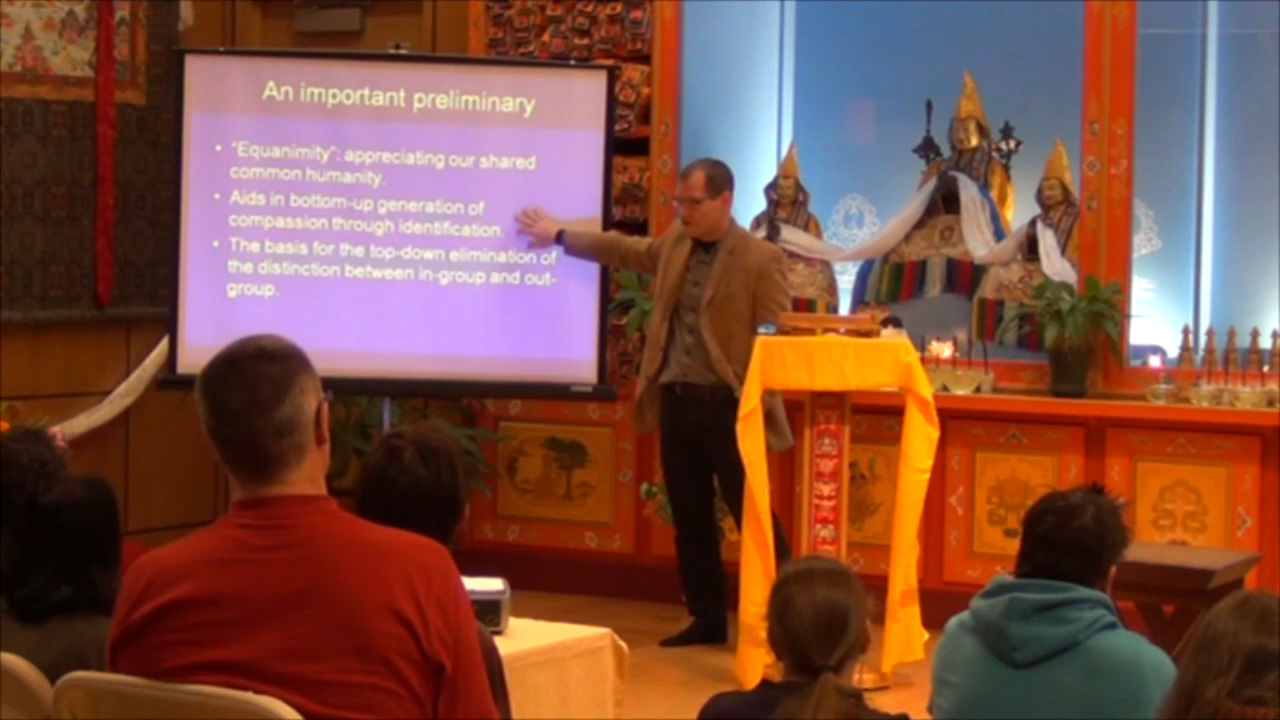 An important preliminary
• "Equanimity": appreciating our shared
common humanity.
• Aids in bottom-up generation of
compassion through identification.
• The basis for the top-down elimination of
the distinction between in-group and out-
group.